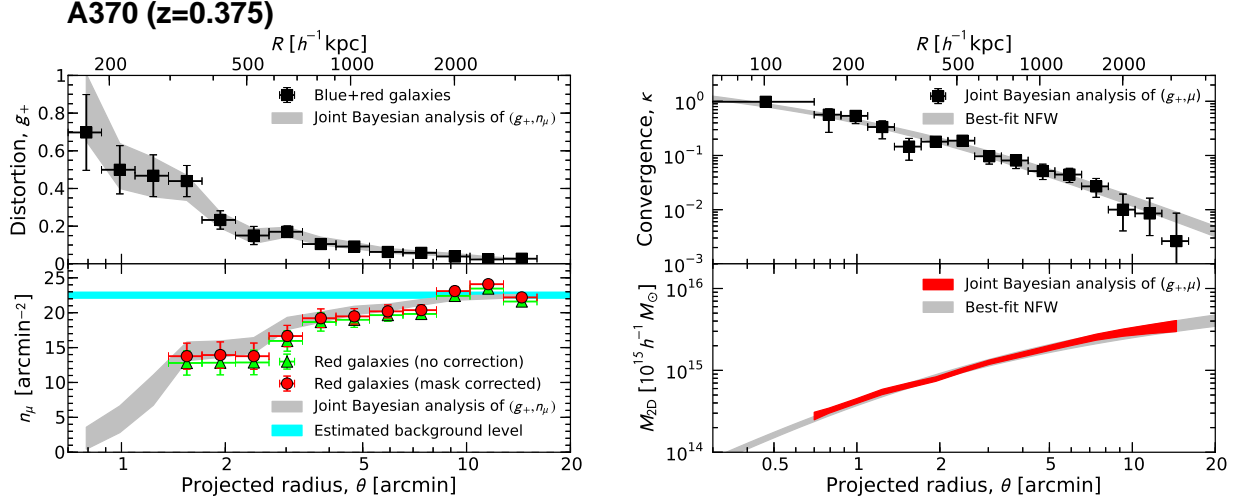 A370 (z=0.375)
R [h⁻¹kpc]
200 500 1000 2000
1
0.8
0.6
0.4
0.2
0
Distortion, g₊
Blue+red galaxies
Joint Bayesian analysis of (g₊,n_μ)
25
20
15
10
5
0
n_μ [arcmin⁻²]
Red galaxies (no correction)
Red galaxies (mask corrected)
Joint Bayesian analysis of (g₊,n_μ)
Estimated background level
1 2 5 10 20
Projected radius, θ [arcmin]
R [h⁻¹kpc]
100 200 500 1000 2000
10⁰
10⁻¹
10⁻²
10⁻³
Convergence, κ
Joint Bayesian analysis of (g₊,μ)
Best-fit NFW
10¹⁶
10¹⁵
10¹⁴
M₂D [10¹⁵ h⁻¹ M⊙]
Joint Bayesian analysis of (g₊,μ)
Best-fit NFW
0.5 1 2 5 10 20
Projected radius, θ [arcmin]